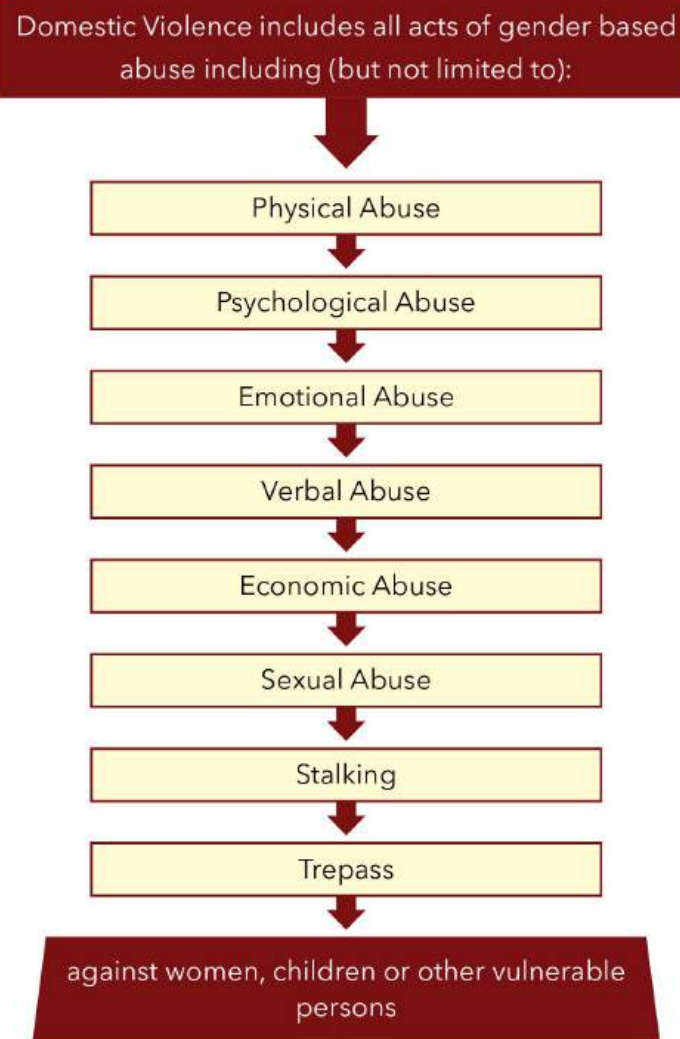 Domestic Violence includes all acts of gender based
abuse including (but not limited to):
Physical Abuse
Psychological Abuse
Emotional Abuse
Verbal Abuse
Economic Abuse
Sexual Abuse
Stalking
Trepass
against women, children or other vulnerable
persons